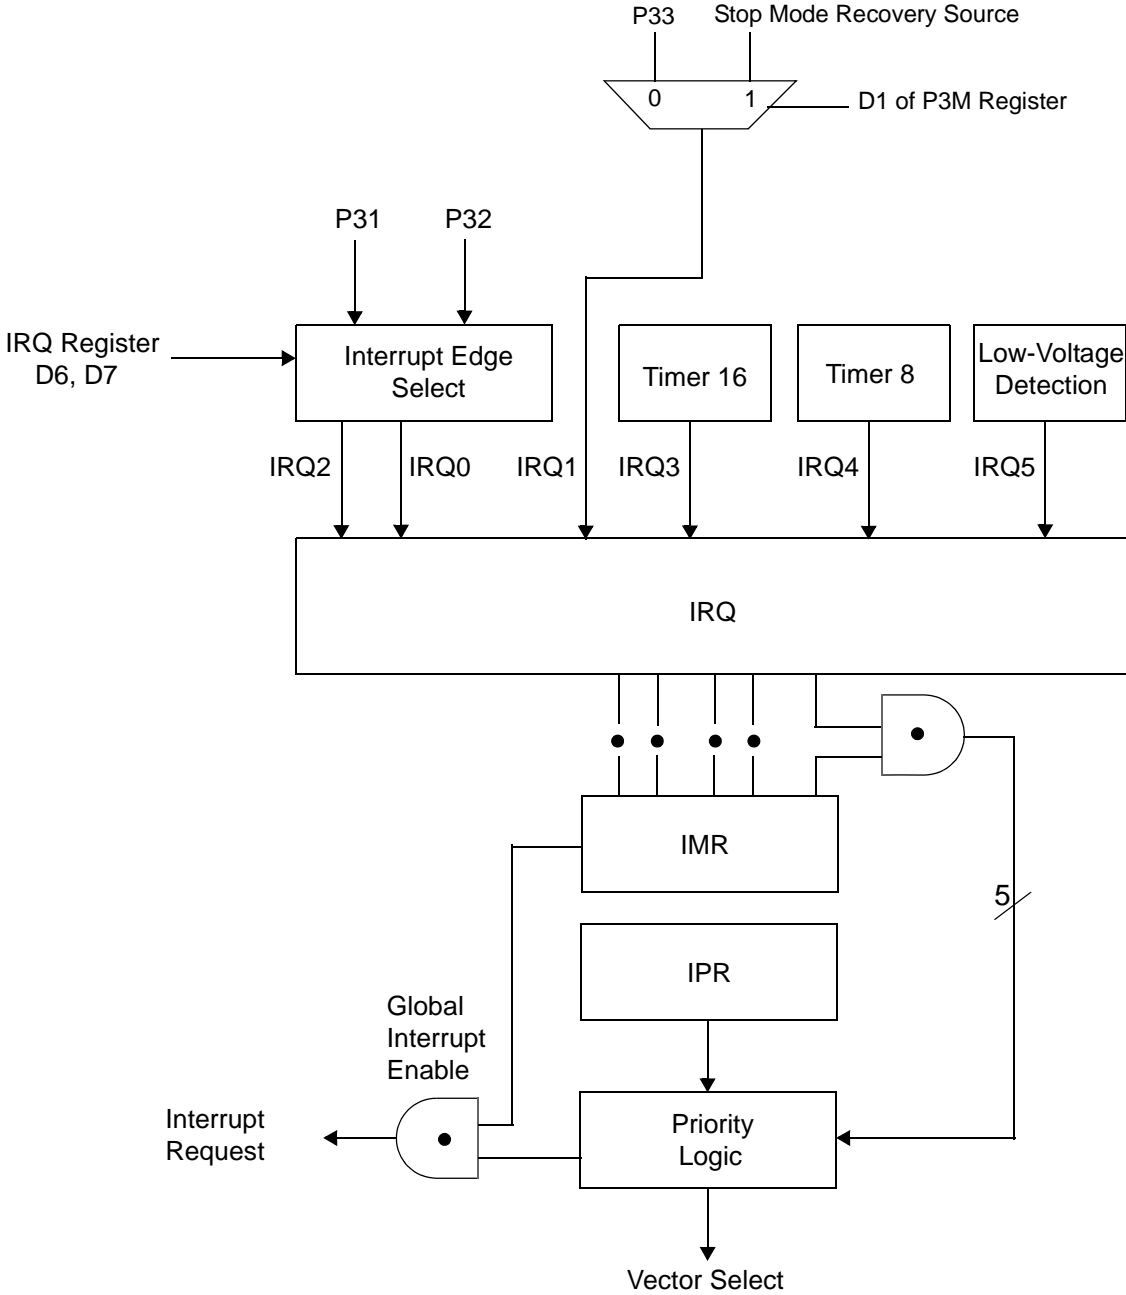 P33 Stop Mode Recovery Source
0 1
D1 of P3M Register
P31 P32
IRQ Register
D6, D7
Interrupt Edge
Select
Timer 16
Timer 8
Low-Voltage
Detection
IRQ2 IRQ0 IRQ1 IRQ3 IRQ4 IRQ5
IRQ
IMR
5
IPR
Global
Interrupt
Enable
Interrupt
Request
Priority
Logic
Vector Select